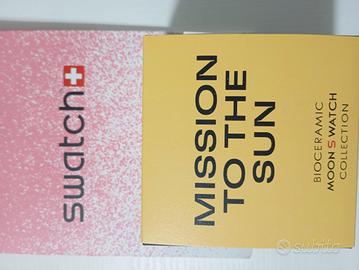 swatch
MISSION
TO THE
SUN
BIOCERAMIC
MOON SWATCH
COLLECTION
subito